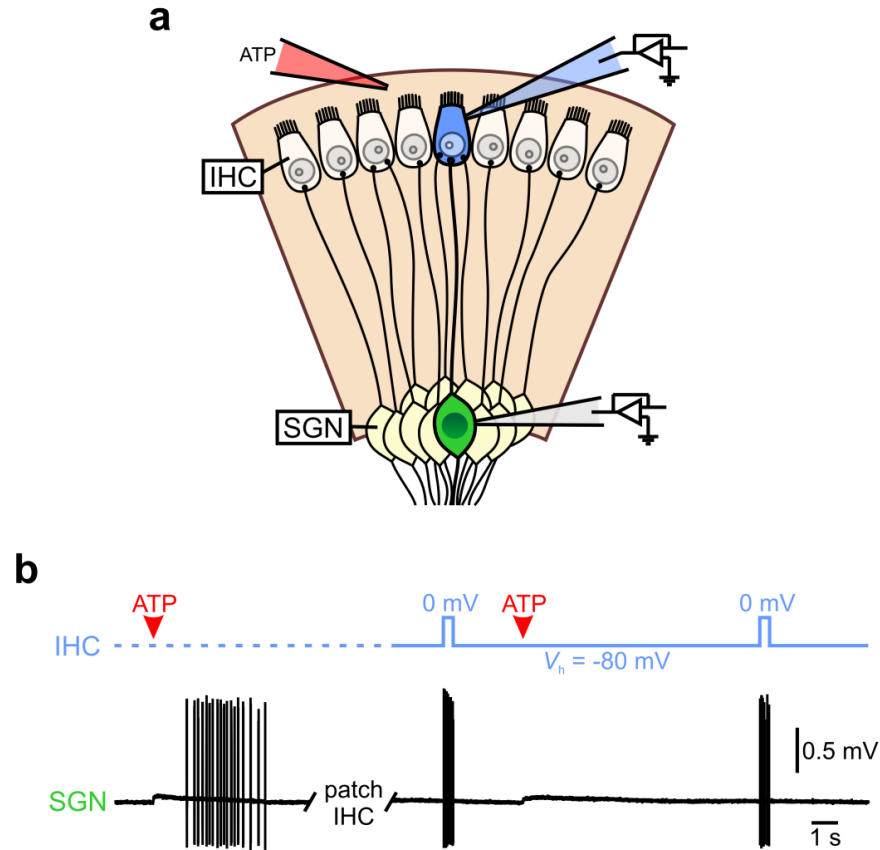 a
ATP
IHC
SGN
b
ATP 0 mV ATP 0 mV
IHC
Vh = -80 mV
0.5 mV
SGN
patch
IHC
1 s